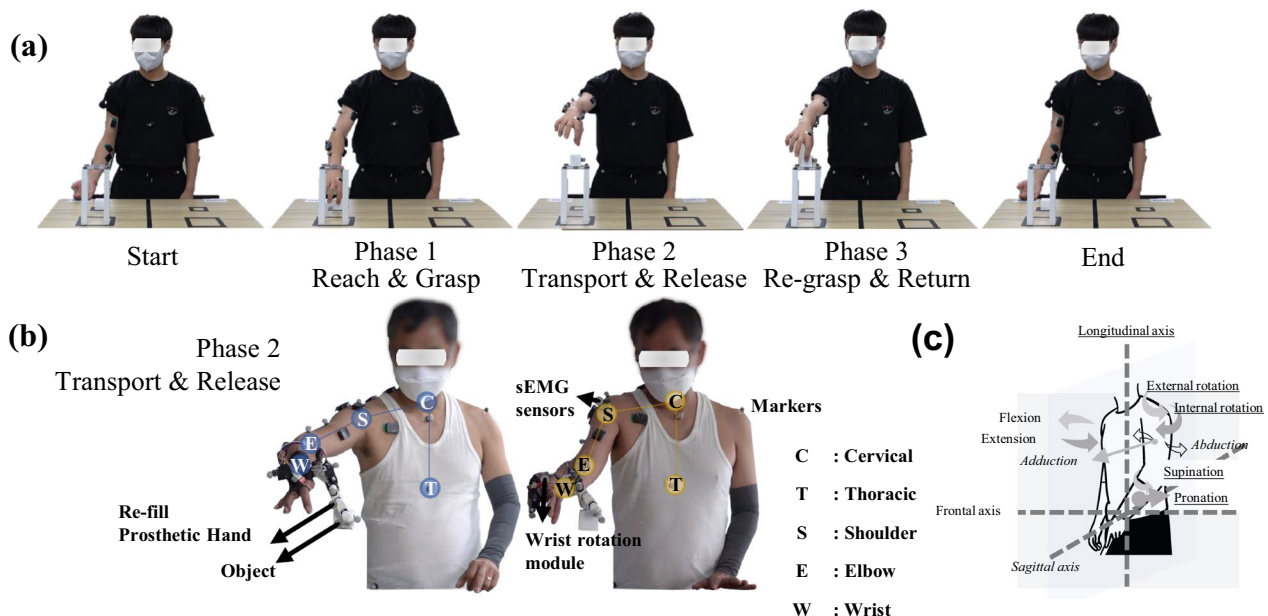 (a)
Start
Phase 1
Reach & Grasp
Phase 2
Transport & Release
Phase 3
Re-grasp & Return
End
(b)
Phase 2
Transport & Release
C
S
E
W
T
Re-fill
Prosthetic Hand
Object
sEMG
sensors
C
S
E
W
T
Markers
Wrist rotation
module
C : Cervical
T : Thoracic
S : Shoulder
E : Elbow
W : Wrist
(c)
Longitudinal axis
External rotation
Internal rotation
Flexion
Extension
Abduction
Adduction
Supination
Pronation
Frontal axis
Sagittal axis